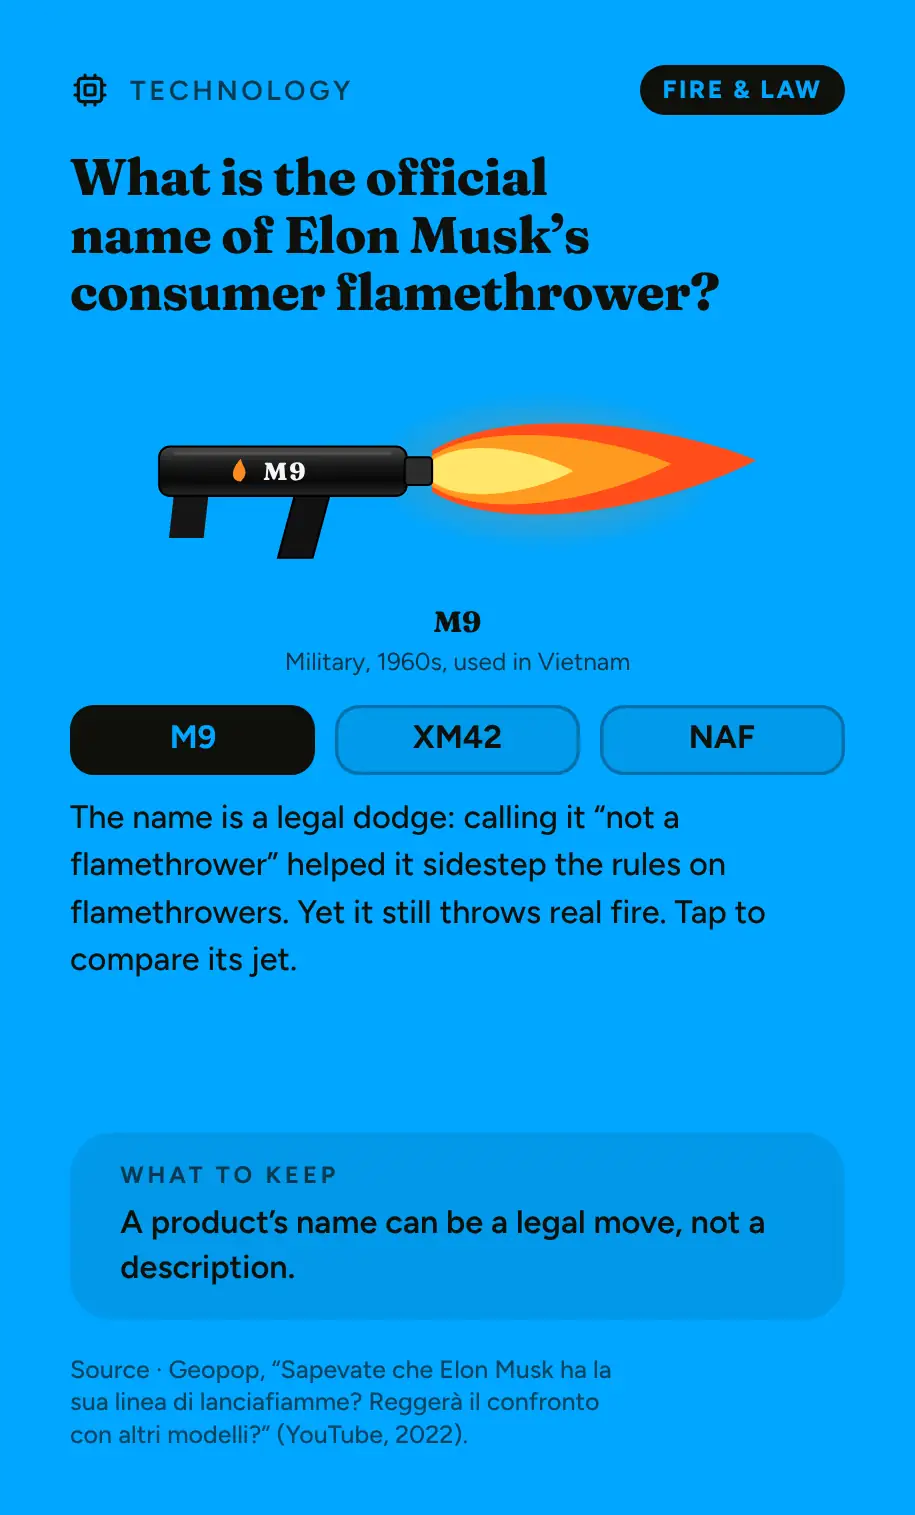 TECHNOLOGY
FIRE & LAW
What is the official
name of Elon Musk’s
consumer flamethrower?
M9
M9
Military, 1960s, used in Vietnam
M9
XM42
NAF
The name is a legal dodge: calling it “not a
flamethrower” helped it sidestep the rules on
flamethrowers. Yet it still throws real fire. Tap to
compare its jet.
WHAT TO KEEP
A product’s name can be a legal move, not a
description.
Source · Geopop, “Sapevate che Elon Musk ha la
sua linea di lanciafiamme? Reggerà il confronto
con altri modelli?” (YouTube, 2022).